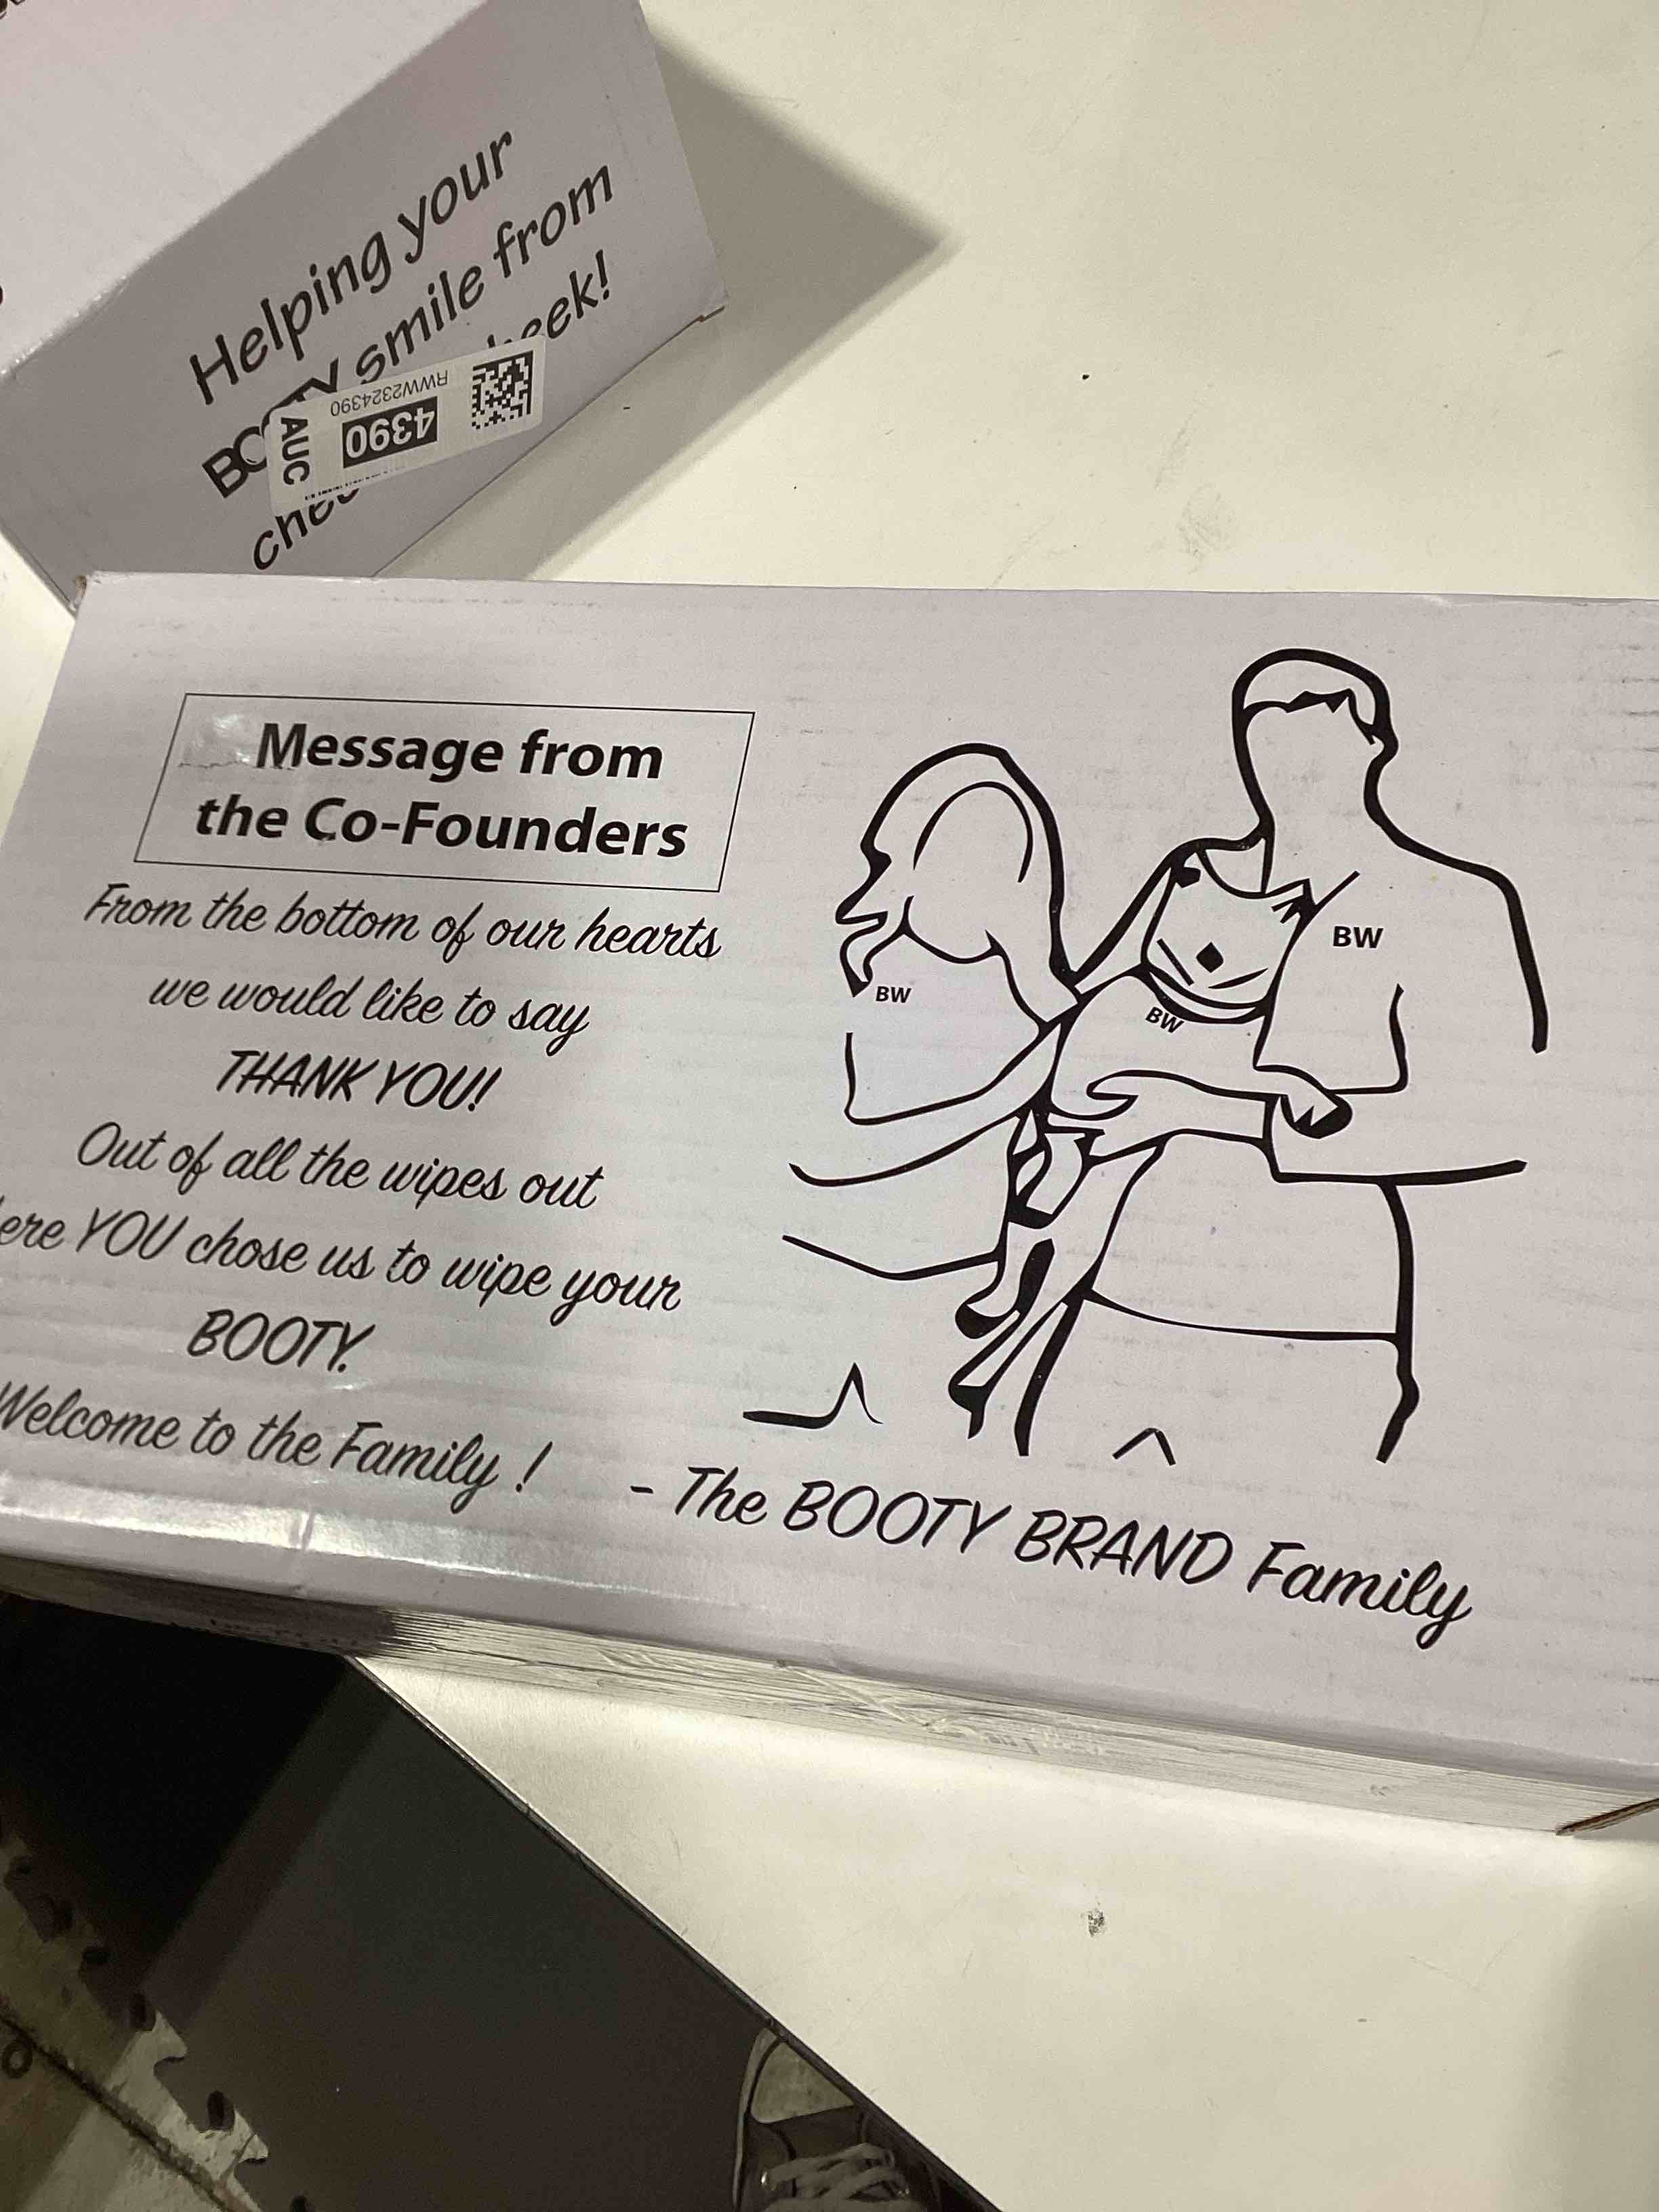 Helping your
smile from
cheek!
AUC
4390
RWW2324390
Message from
the Co-Founders
From the bottom of our hearts
we would like to say
THANK YOU!
Out of all the wipes out
ere YOU chose us to wipe your
BOOTY.
Welcome to the Family !
- The BOOTY BRAND Family
BW
BW
BW